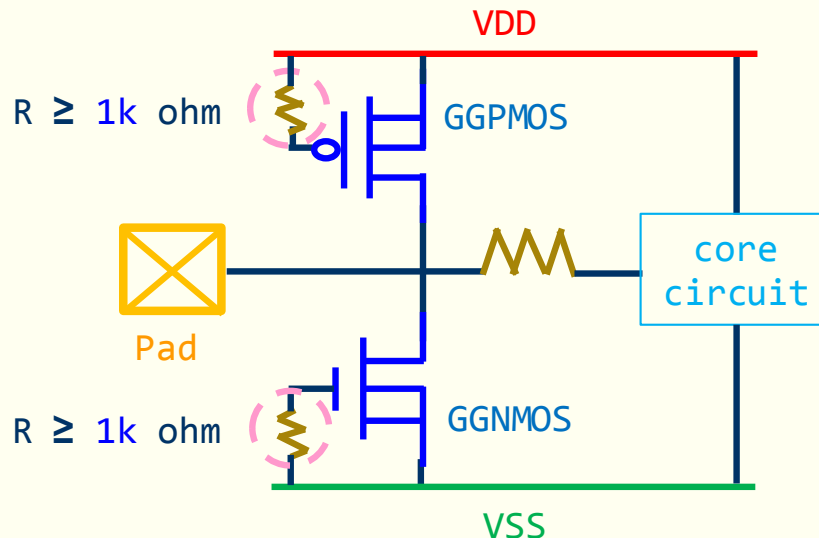 VDD
R ≥ 1k ohm
GGPMOS
core
circuit
Pad
R ≥ 1k ohm
GGNMOS
VSS